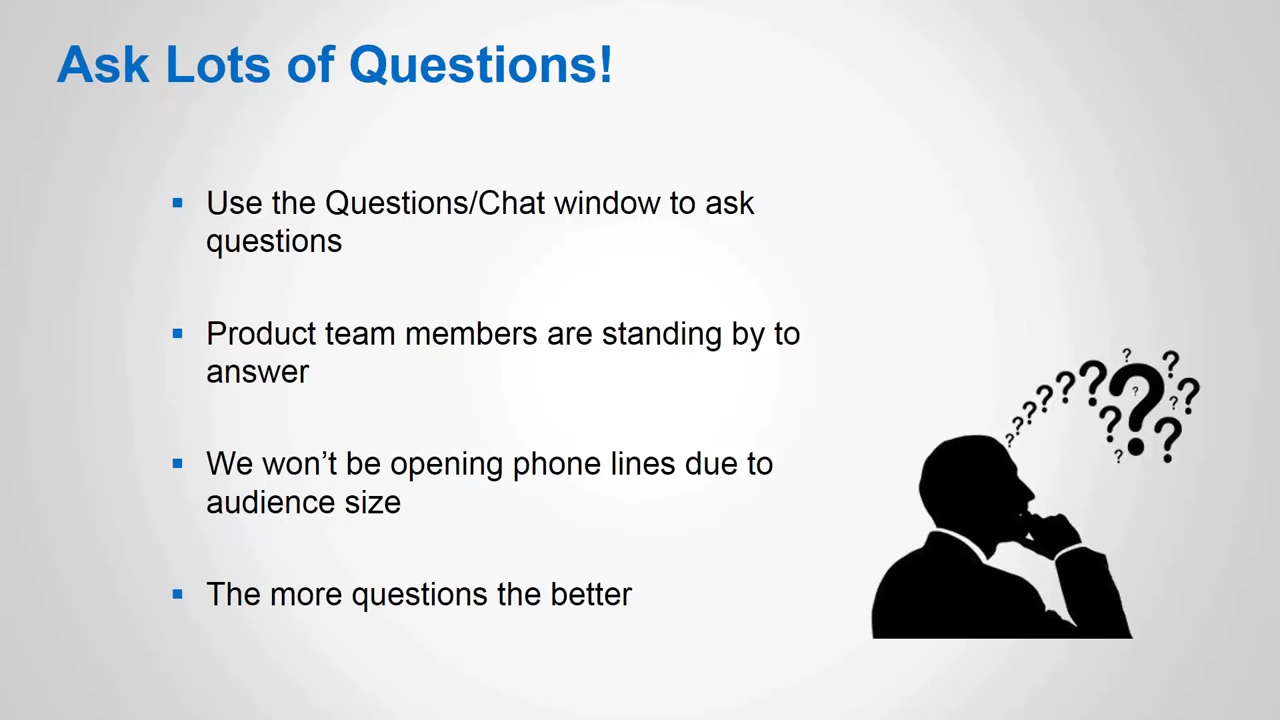 Ask Lots of Questions!
Use the Questions/Chat window to ask
questions
Product team members are standing by to
answer
We won’t be opening phone lines due to
audience size
The more questions the better